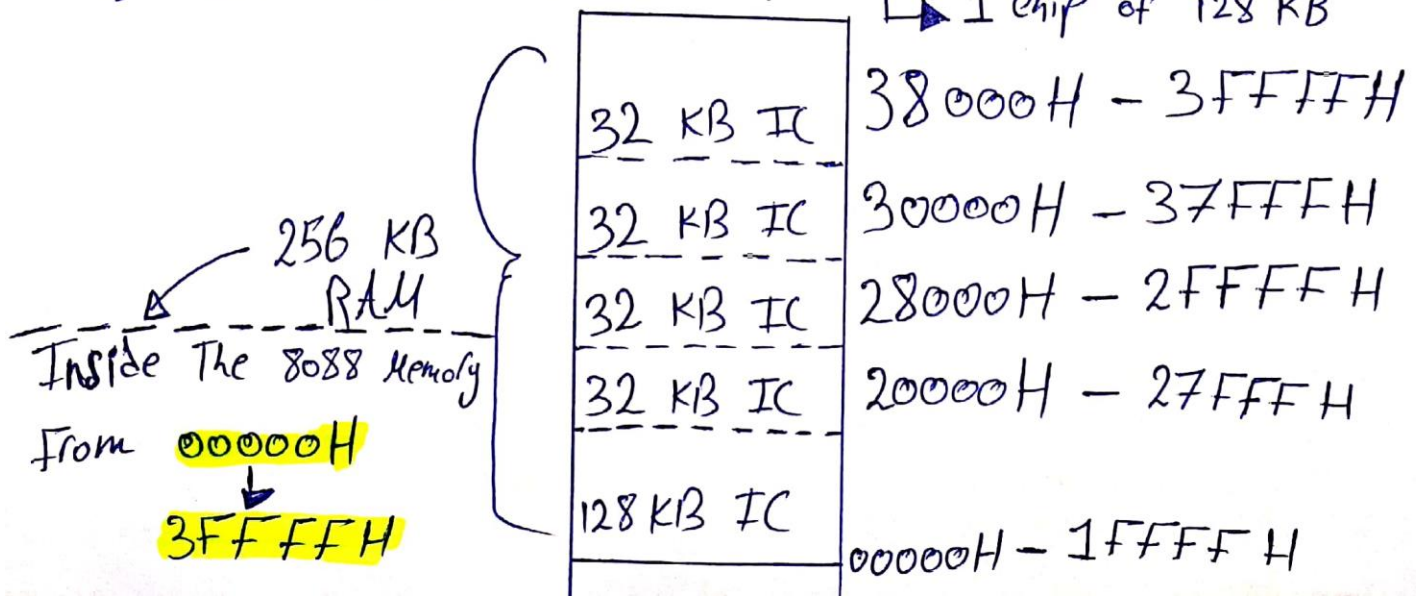 1 chip of 128 KB
32 KB IC 38000H - 3FFFFH
32 KB IC 30000H - 37FFFH
256 KB
RAM
32 KB IC 28000H - 2FFFFH
Inside The 8088 Memory
32 KB IC 20000H - 27FFFH
From 00000H
3FFFFH
128 KB IC 00000H - 1FFFFH